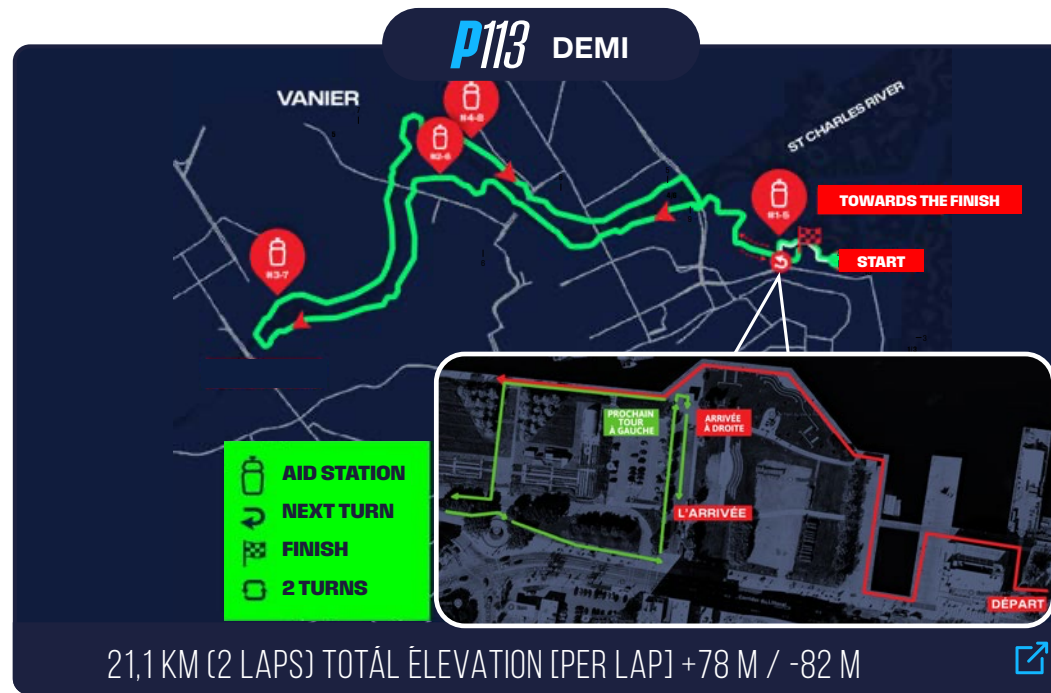 P113 DEMI
VANIER
#4-8
ST CHARLES RIVER
#2-6
#1-5
TOWARDS THE FINISH
START
#3-7
PROCHAIN
TOUR
À GAUCHE
ARRIVÉE
À DROITE
L'ARRIVÉE
DÉPART
AID STATION
NEXT TURN
FINISH
2 TURNS
21,1 KM (2 LAPS) TOTÁL ÉLEVATION [PER LAP] +78 M / -82 M